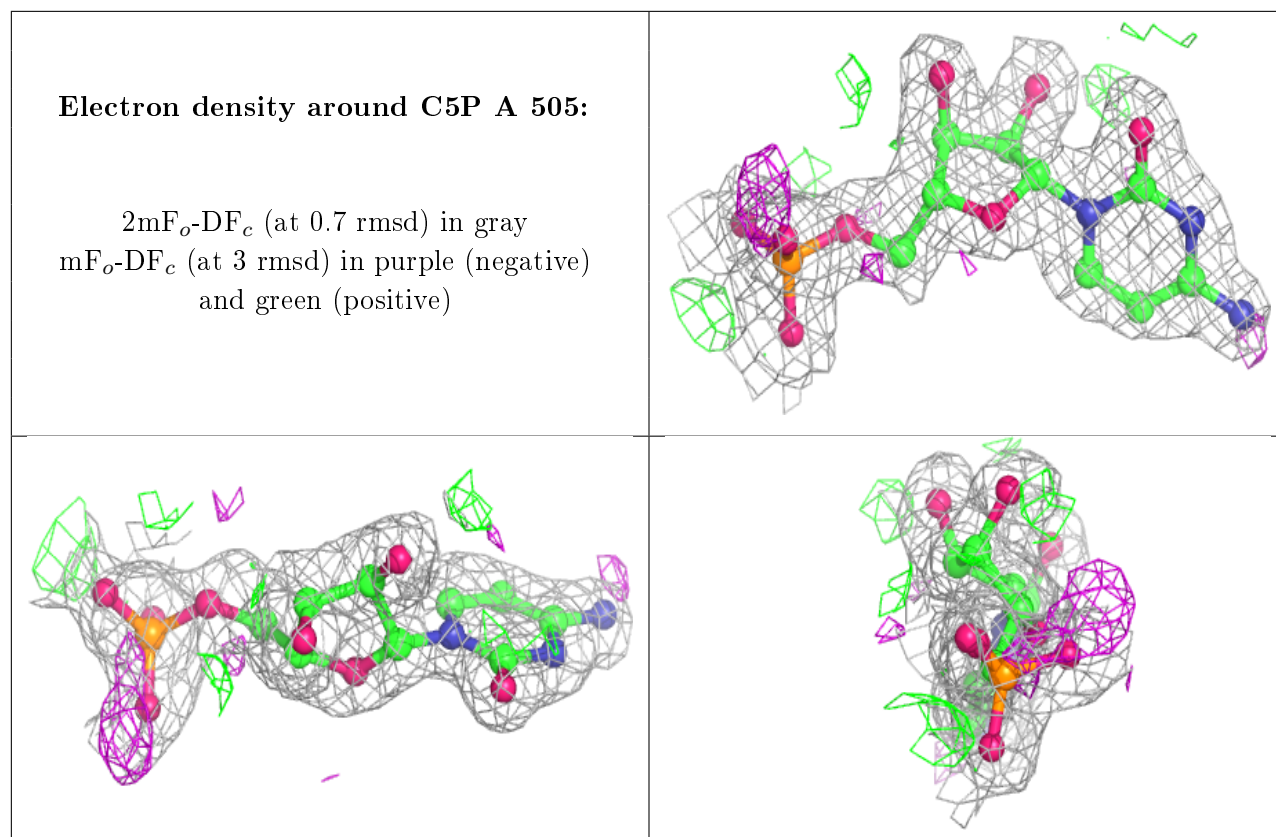 Electron density around C5P A 505:
2mFo-DFc (at 0.7 rmsd) in gray
mFo-DFc (at 3 rmsd) in purple (negative)
and green (positive)